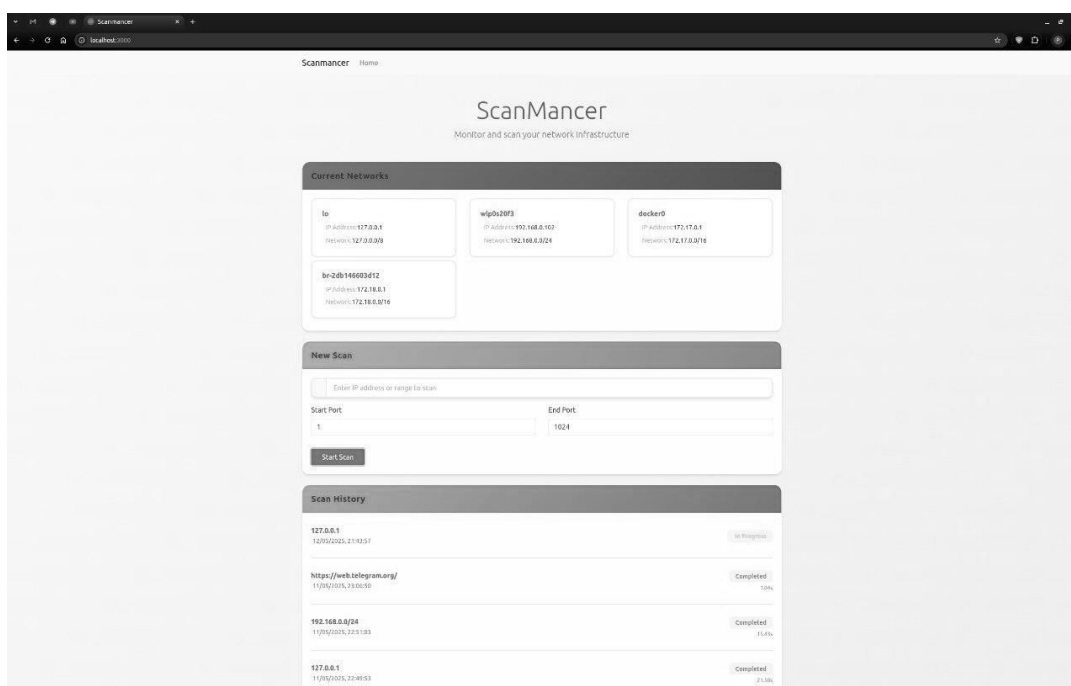 Scanmancer
localhost:3000
Scanmancer Home
ScanMancer
Monitor and scan your network infrastructure
Current Networks
lo
IP Address: 127.0.0.1
Network: 127.0.0.0/8
wlp0s20f3
IP Address: 192.168.0.102
Network: 192.168.0.0/24
docker0
IP Address: 172.17.0.1
Network: 172.17.0.0/16
br-2db146603d12
IP Address: 172.18.0.1
Network: 172.18.0.0/16
New Scan
Enter IP address or range to scan
Start Port
End Port
1
1024
Start Scan
Scan History
127.0.0.1
In Progress
12/05/2025, 21:43:57
https://web.telegram.org/
Completed
11/05/2025,
192.168.0.0/24
Completed
11/05/2025, 22:51:03
127.0.0.1
Completed
11/05/2025, 22:49:53